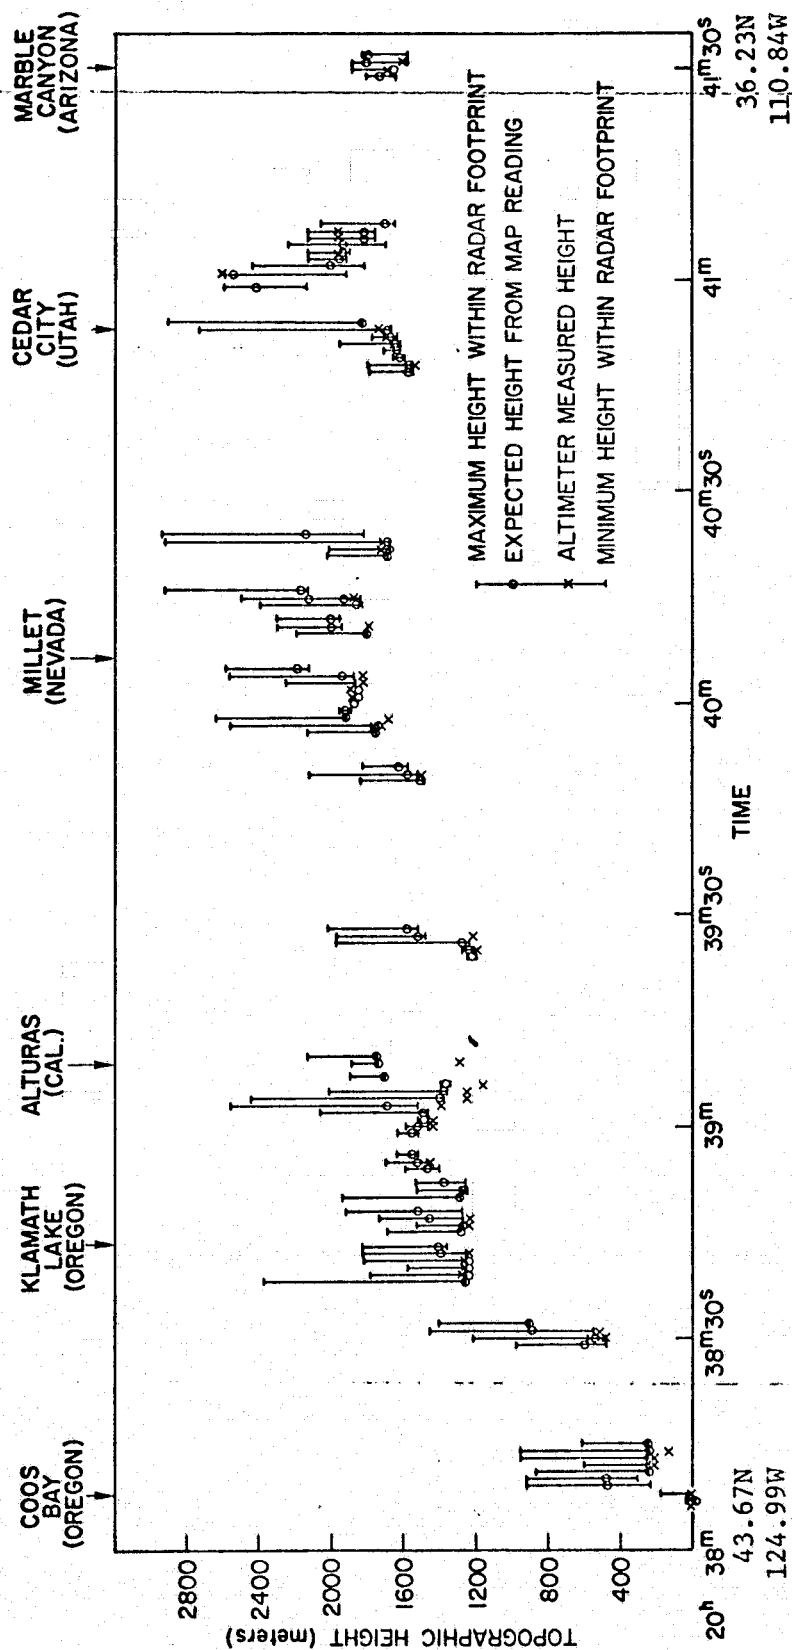 COOS
BAY
(OREGON)
KLAMATH
LAKE
(OREGON)
ALTURAS
(CAL.)
MILLET
(NEVADA)
CEDAR
CITY
(UTAH)
MARBLE
CANYON
(ARIZONA)
TOPOGRAPHIC HEIGHT (meters)
2800
2400
2000
1600
1200
800
400
MAXIMUM HEIGHT WITHIN RADAR FOOTPRINT
EXPECTED HEIGHT FROM MAP READING
ALTIMETER MEASURED HEIGHT
MINIMUM HEIGHT WITHIN RADAR FOOTPRINT
20h 38m 38m30s 39m 39m30s 40m 40m30s 41m 41m30s
TIME
43.67N
124.99W
36.23N
110.84W